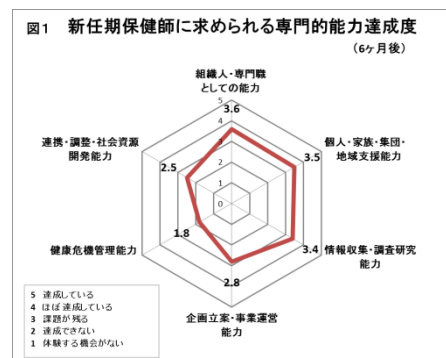 図1 新任期保健師に求められる専門的能力達成度
(6ヶ月後)
組織人・専門職
としての能力
5
3.6
4
3
2
1
0
個人・家族・集団・
地域支援能力
3.5
連携・調整・社会資源
開発能力
2.5
健康危機管理能力
1.8
情報収集・調査研究
能力
3.4
2.8
企画立案・事業運営
能力
5 達成している
4 ほぼ達成している
3 課題が残る
2 達成できない
1 体験する機会がない